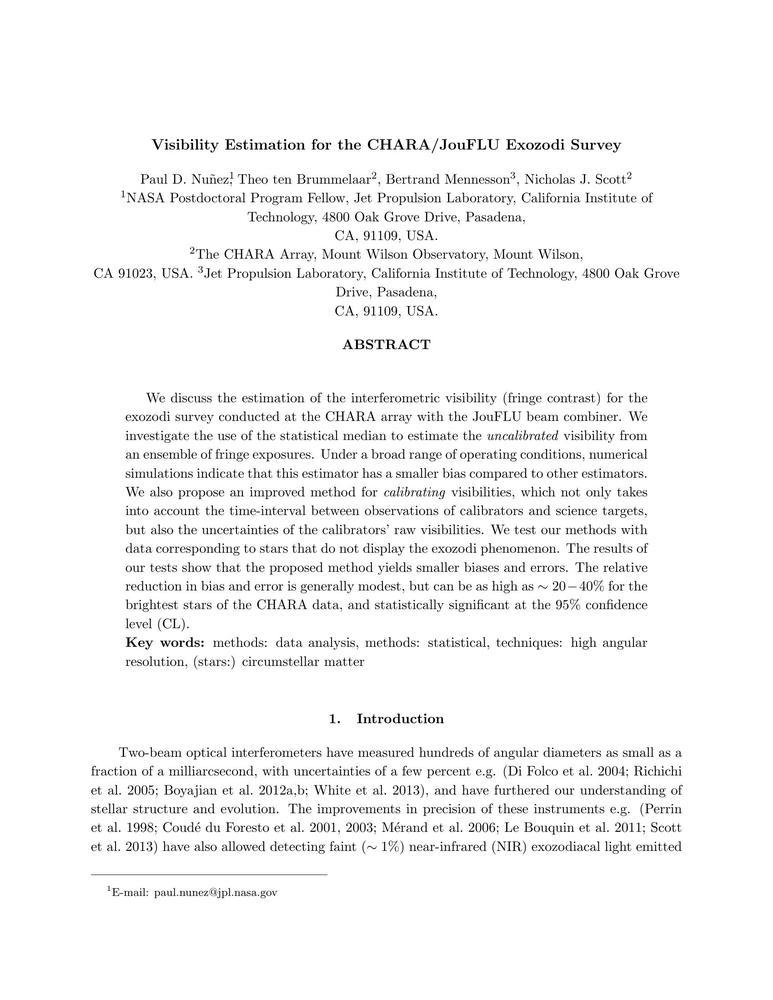 Visibility Estimation for the CHARA/JouFLU Exozodi Survey
Paul D. Nuñez¹, Theo ten Brummelaar², Bertrand Mennesson³, Nicholas J. Scott²
¹NASA Postdoctoral Program Fellow, Jet Propulsion Laboratory, California Institute of
Technology, 4800 Oak Grove Drive, Pasadena,
CA, 91109, USA.
²The CHARA Array, Mount Wilson Observatory, Mount Wilson,
CA 91023, USA. ³Jet Propulsion Laboratory, California Institute of Technology, 4800 Oak Grove
Drive, Pasadena,
CA, 91109, USA.
ABSTRACT
We discuss the estimation of the interferometric visibility (fringe contrast) for the
exozodi survey conducted at the CHARA array with the JouFLU beam combiner. We
investigate the use of the statistical median to estimate the uncalibrated visibility from
an ensemble of fringe exposures. Under a broad range of operating conditions, numerical
simulations indicate that this estimator has a smaller bias compared to other estimators.
We also propose an improved method for calibrating visibilities, which not only takes
into account the time-interval between observations of calibrators and science targets,
but also the uncertainties of the calibrators' raw visibilities. We test our methods with
data corresponding to stars that do not display the exozodi phenomenon. The results of
our tests show that the proposed method yields smaller biases and errors. The relative
reduction in bias and error is generally modest, but can be as high as ∼ 20−40% for the
brightest stars of the CHARA data, and statistically significant at the 95% confidence
level (CL).
Key words: methods: data analysis, methods: statistical, techniques: high angular
resolution, (stars:) circumstellar matter
1. Introduction
Two-beam optical interferometers have measured hundreds of angular diameters as small as a
fraction of a milliarcsecond, with uncertainties of a few percent e.g. (Di Folco et al. 2004; Richichi
et al. 2005; Boyajian et al. 2012a,b; White et al. 2013), and have furthered our understanding of
stellar structure and evolution. The improvements in precision of these instruments e.g. (Perrin
et al. 1998; Coudé du Foresto et al. 2001, 2003; Mérand et al. 2006; Le Bouquin et al. 2011; Scott
et al. 2013) have also allowed detecting faint (∼ 1%) near-infrared (NIR) exozodiacal light emitted
¹E-mail: paul.nunez@jpl.nasa.gov